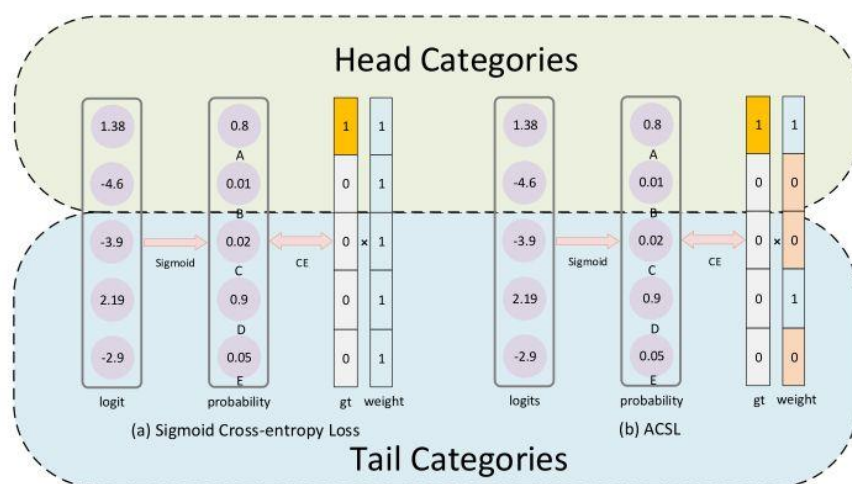 Head Categories
1.38 0.8 1 1 1.38 0.8 1 1
A A
-4.6 0.01 0 1 -4.6 0.01 0 0
B B
-3.9 0.02 0 × 1 -3.9 0.02 0 × 0
Sigmoid C CE Sigmoid C CE
2.19 0.9 0 1 2.19 0.9 0 1
D D
-2.9 0.05 0 1 -2.9 0.05 0 0
E E
logit probability gt weight logits probability gt weight
(a) Sigmoid Cross-entropy Loss (b) ACSL
Tail Categories